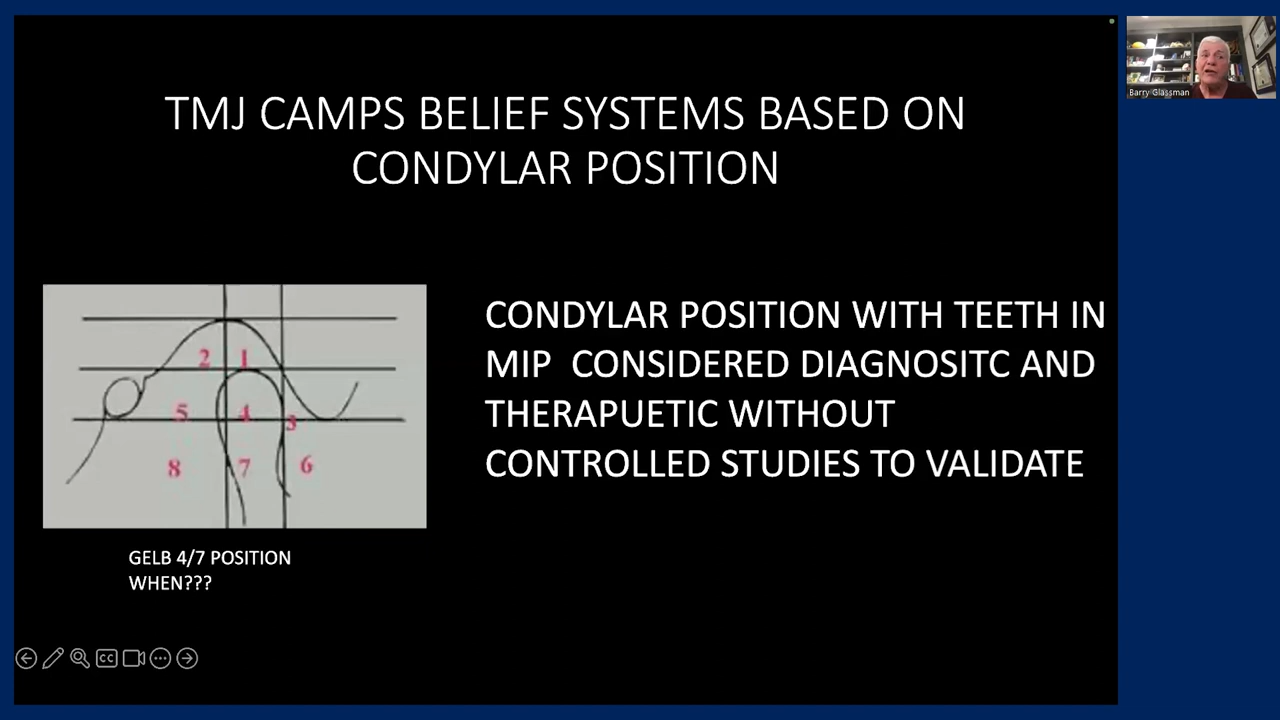 Barry Glassman
TMJ CAMPS BELIEF SYSTEMS BASED ON
CONDYLAR POSITION
2 1
5 4 3
8 7 6
CONDYLAR POSITION WITH TEETH IN
MIP CONSIDERED DIAGNOSITC AND
THERAPUETIC WITHOUT
CONTROLLED STUDIES TO VALIDATE
GELB 4/7 POSITION
WHEN???
CC